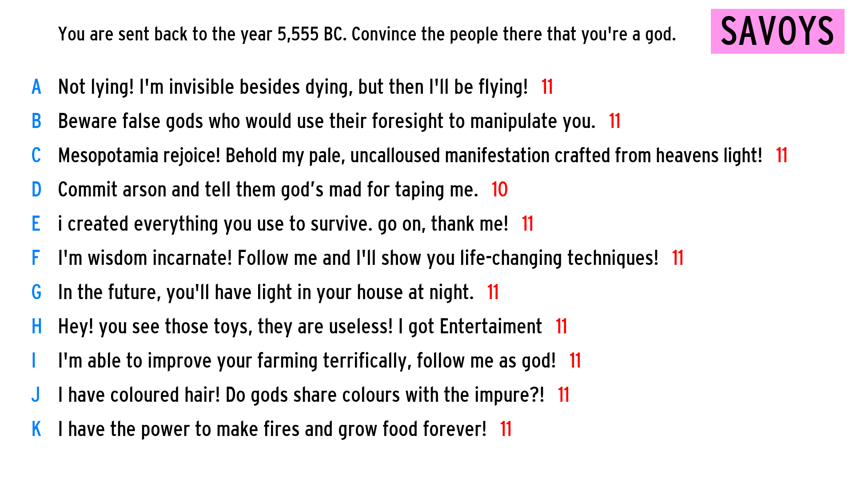 You are sent back to the year 5,555 BC. Convince the people there that you're a god.
SAVOYS
A Not lying! I'm invisible besides dying, but then I'll be flying! 11
B Beware false gods who would use their foresight to manipulate you. 11
C Mesopotamia rejoice! Behold my pale, uncalloused manifestation crafted from heavens light! 11
D Commit arson and tell them god's mad for taping me. 10
E i created everything you use to survive. go on, thank me! 11
F I'm wisdom incarnate! Follow me and I'll show you life-changing techniques! 11
G In the future, you'll have light in your house at night. 11
H Hey! you see those toys, they are useless! I got Entertaiment 11
I I'm able to improve your farming terrifically, follow me as god! 11
J I have coloured hair! Do gods share colours with the impure?! 11
K I have the power to make fires and grow food forever! 11